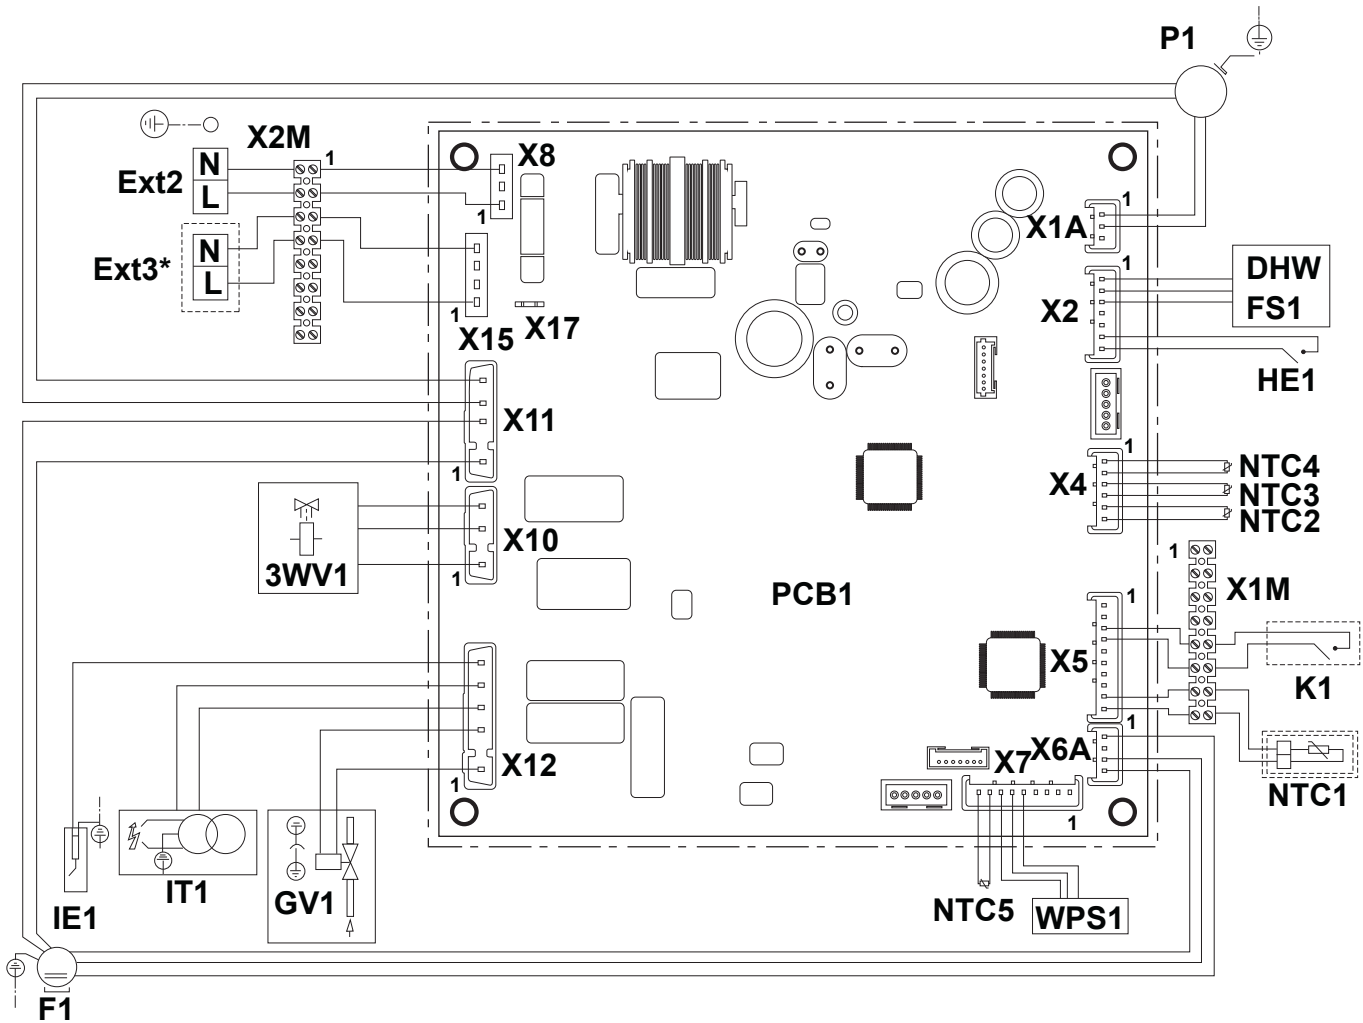 P1
X2M
1
X8
N
Ext2
L
1
1
X1A
N
Ext3*
L
1
DHW
X2
FS1
1
X17
X15
HE1
X11
1
1
NTC4
X4
NTC3
NTC2
X10
1
3WV1
1
X1M
PCB1
1
X5
K1
1
X6A
X7
X12
1
NTC1
1
IT1
GV1
IE1
NTC5
WPS1
F1